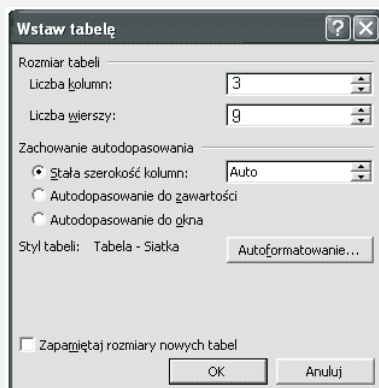 Wstaw tabelę
Rozmiar tabeli
Liczba kolumn: 3
Liczba wierszy: 9
Zachowanie autodopasowania
Stała szerokość kolumn: Auto
Autodopasowanie do zawartości
Autodopasowanie do okna
Styl tabeli: Tabela - Siatka Autoformatowanie...
Zapamiętaj rozmiary nowych tabel
OK Anuluj